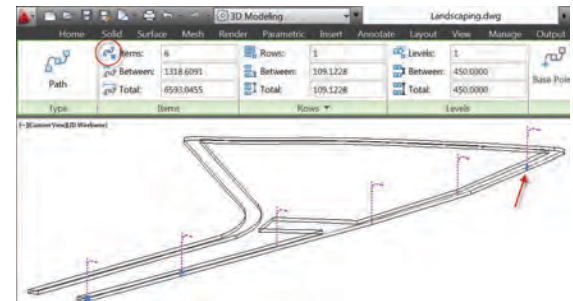 3D Modeling
Landscaping.dwg
Home Solid Surface Mesh Render Parametric Insert Annotate Layout View Manage Output
Items: 6 Rows: 1 Levels: 1
Between: 1318.6091 Between: 109.1228 Between: 450.0000
Path Total: 6593.0455 Total: 109.1228 Total: 450.0000 Base Point
Type Items Rows Levels
[-][Custom View][2D Wireframe]